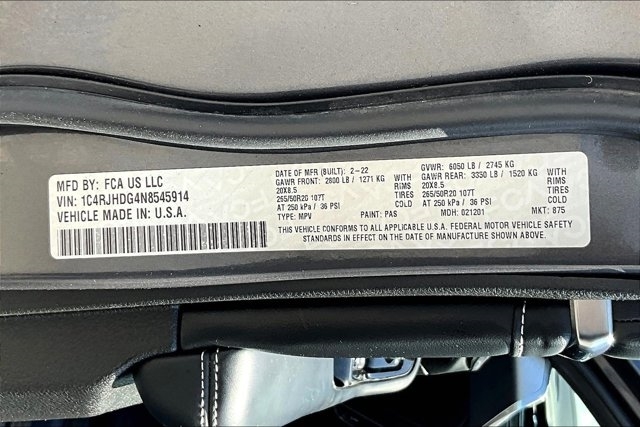 MFD BY: FCA US LLC
VIN: 1C4RJHDG4N8545914
VEHICLE MADE IN: U.S.A.
DATE OF MFR (BUILT): 2-22 GVWR: 6050 LB / 2745 KG
GAWR FRONT: 2800 LB / 1271 KG WITH GAWR REAR: 3350 LB / 1520 KG WITH
20X8.5 RIMS 20X8.5 RIMS
265/50R20 107T TIRES 265/50R20 107T TIRES
AT 250 kPa / 36 PSI COLD AT 250 kPa / 36 PSI COLD
TYPE: MPV PAINT: PAS MDH: 021201 MKT: 875
THIS VEHICLE CONFORMS TO ALL APPLICABLE U.S.A. FEDERAL MOTOR VEHICLE SAFETY
STANDARDS IN EFFECT ON THE DATE OF MANUFACTURE SHOWN ABOVE.